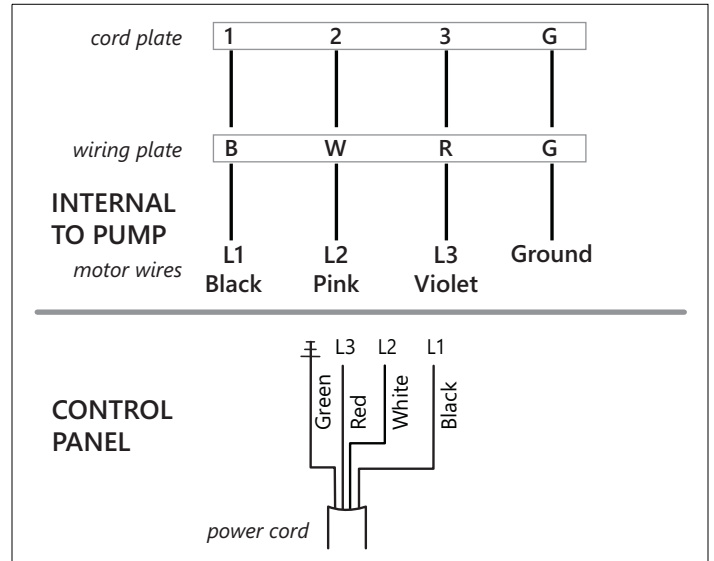 cord plate 1 2 3 G
wiring plate B W R G
INTERNAL
TO PUMP
motor wires
L1 L2 L3 Ground
Black Pink Violet
L3 L2 L1
Green Red White Black
CONTROL
PANEL
power cord